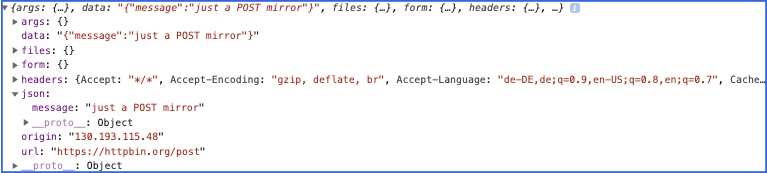 ▼{args: {…}, data: "{"message":"just a POST mirror"}", files: {…}, form: {…}, headers: {…}, …} i
▶ args: {}
data: "{"message":"just a POST mirror"}"
▶ files: {}
▶ form: {}
▶ headers: {Accept: "*/*", Accept-Encoding: "gzip, deflate, br", Accept-Language: "de-DE,de;q=0.9,en-US;q=0.8,en;q=0.7", Cache…
▼ json:
message: "just a POST mirror"
▶ __proto__: Object
origin: "130.193.115.48"
url: "https://httpbin.org/post"
▶ __proto__: Object